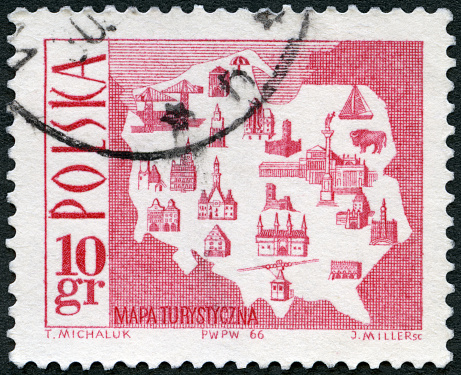 POLSKA
10
gr
MAPA TURYSTYCZNA
T. MICHALUK PWPW 66 J. MILLER SC